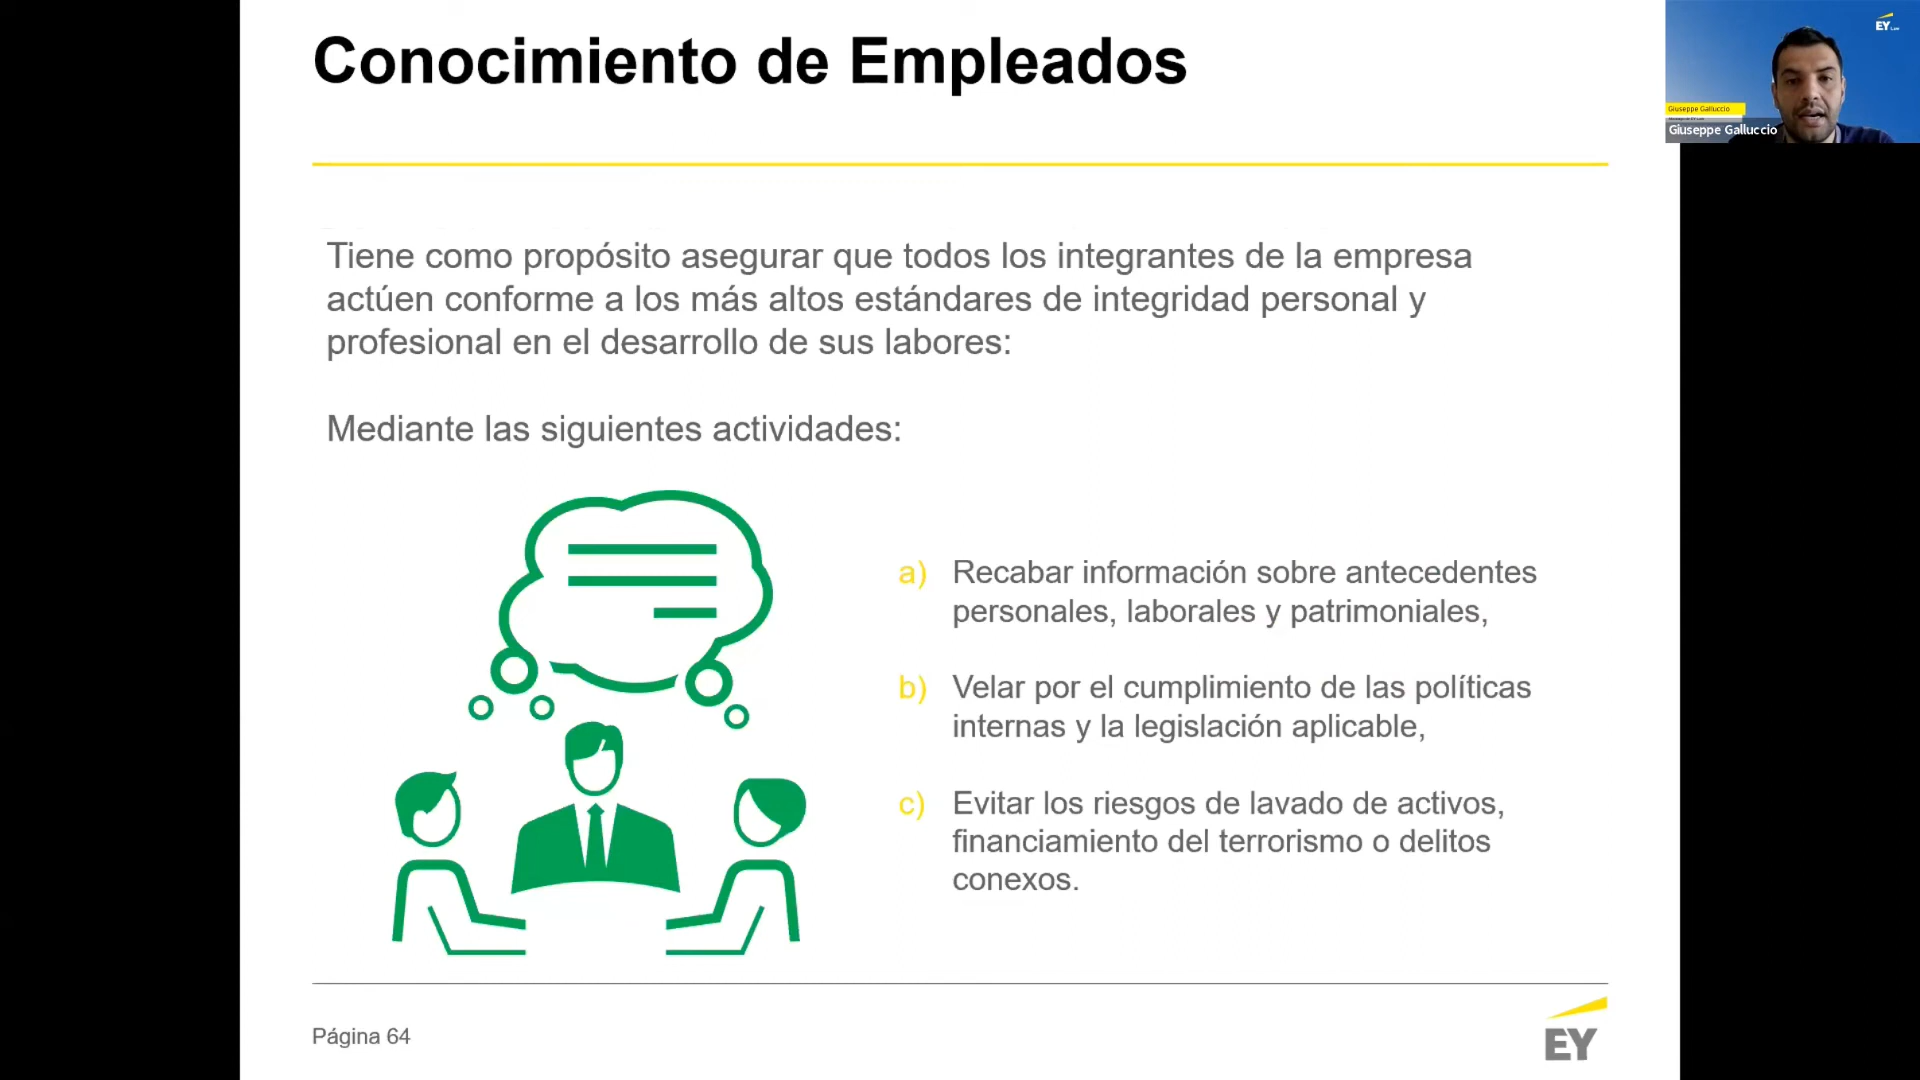 Conocimiento de Empleados
EY
Giuseppe Galluccio
Giuseppe Galluccio
Tiene como propósito asegurar que todos los integrantes de la empresa
actúen conforme a los más altos estándares de integridad personal y
profesional en el desarrollo de sus labores:
Mediante las siguientes actividades:
a) Recabar información sobre antecedentes
personales, laborales y patrimoniales,
b) Velar por el cumplimiento de las políticas
internas y la legislación aplicable,
c) Evitar los riesgos de lavado de activos,
financiamiento del terrorismo o delitos
conexos.
Página 64
EY